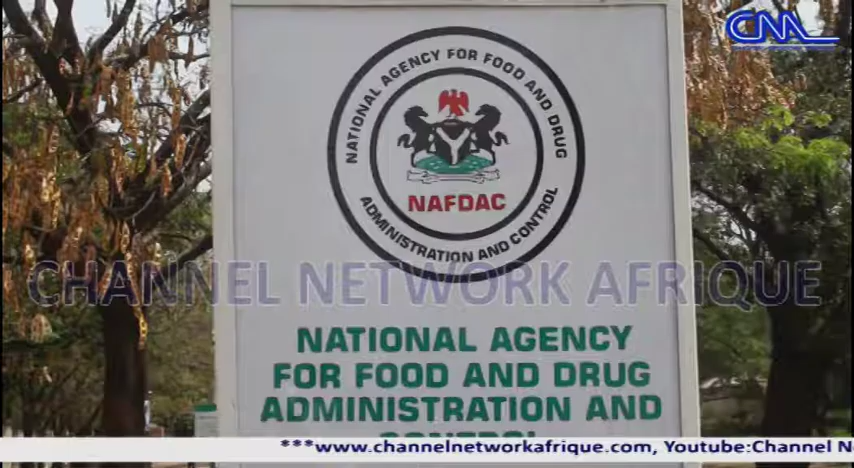 CNA
NATIONAL AGENCY FOR FOOD AND DRUG
ADMINISTRATION AND CONTROL
NAFDAC
CHANNEL NETWORK AFRIQUE
NATIONAL AGENCY
FOR FOOD AND DRUG
ADMINISTRATION AND
CONTROL
***www.channelnetworkafrique.com, Youtube:Channel N